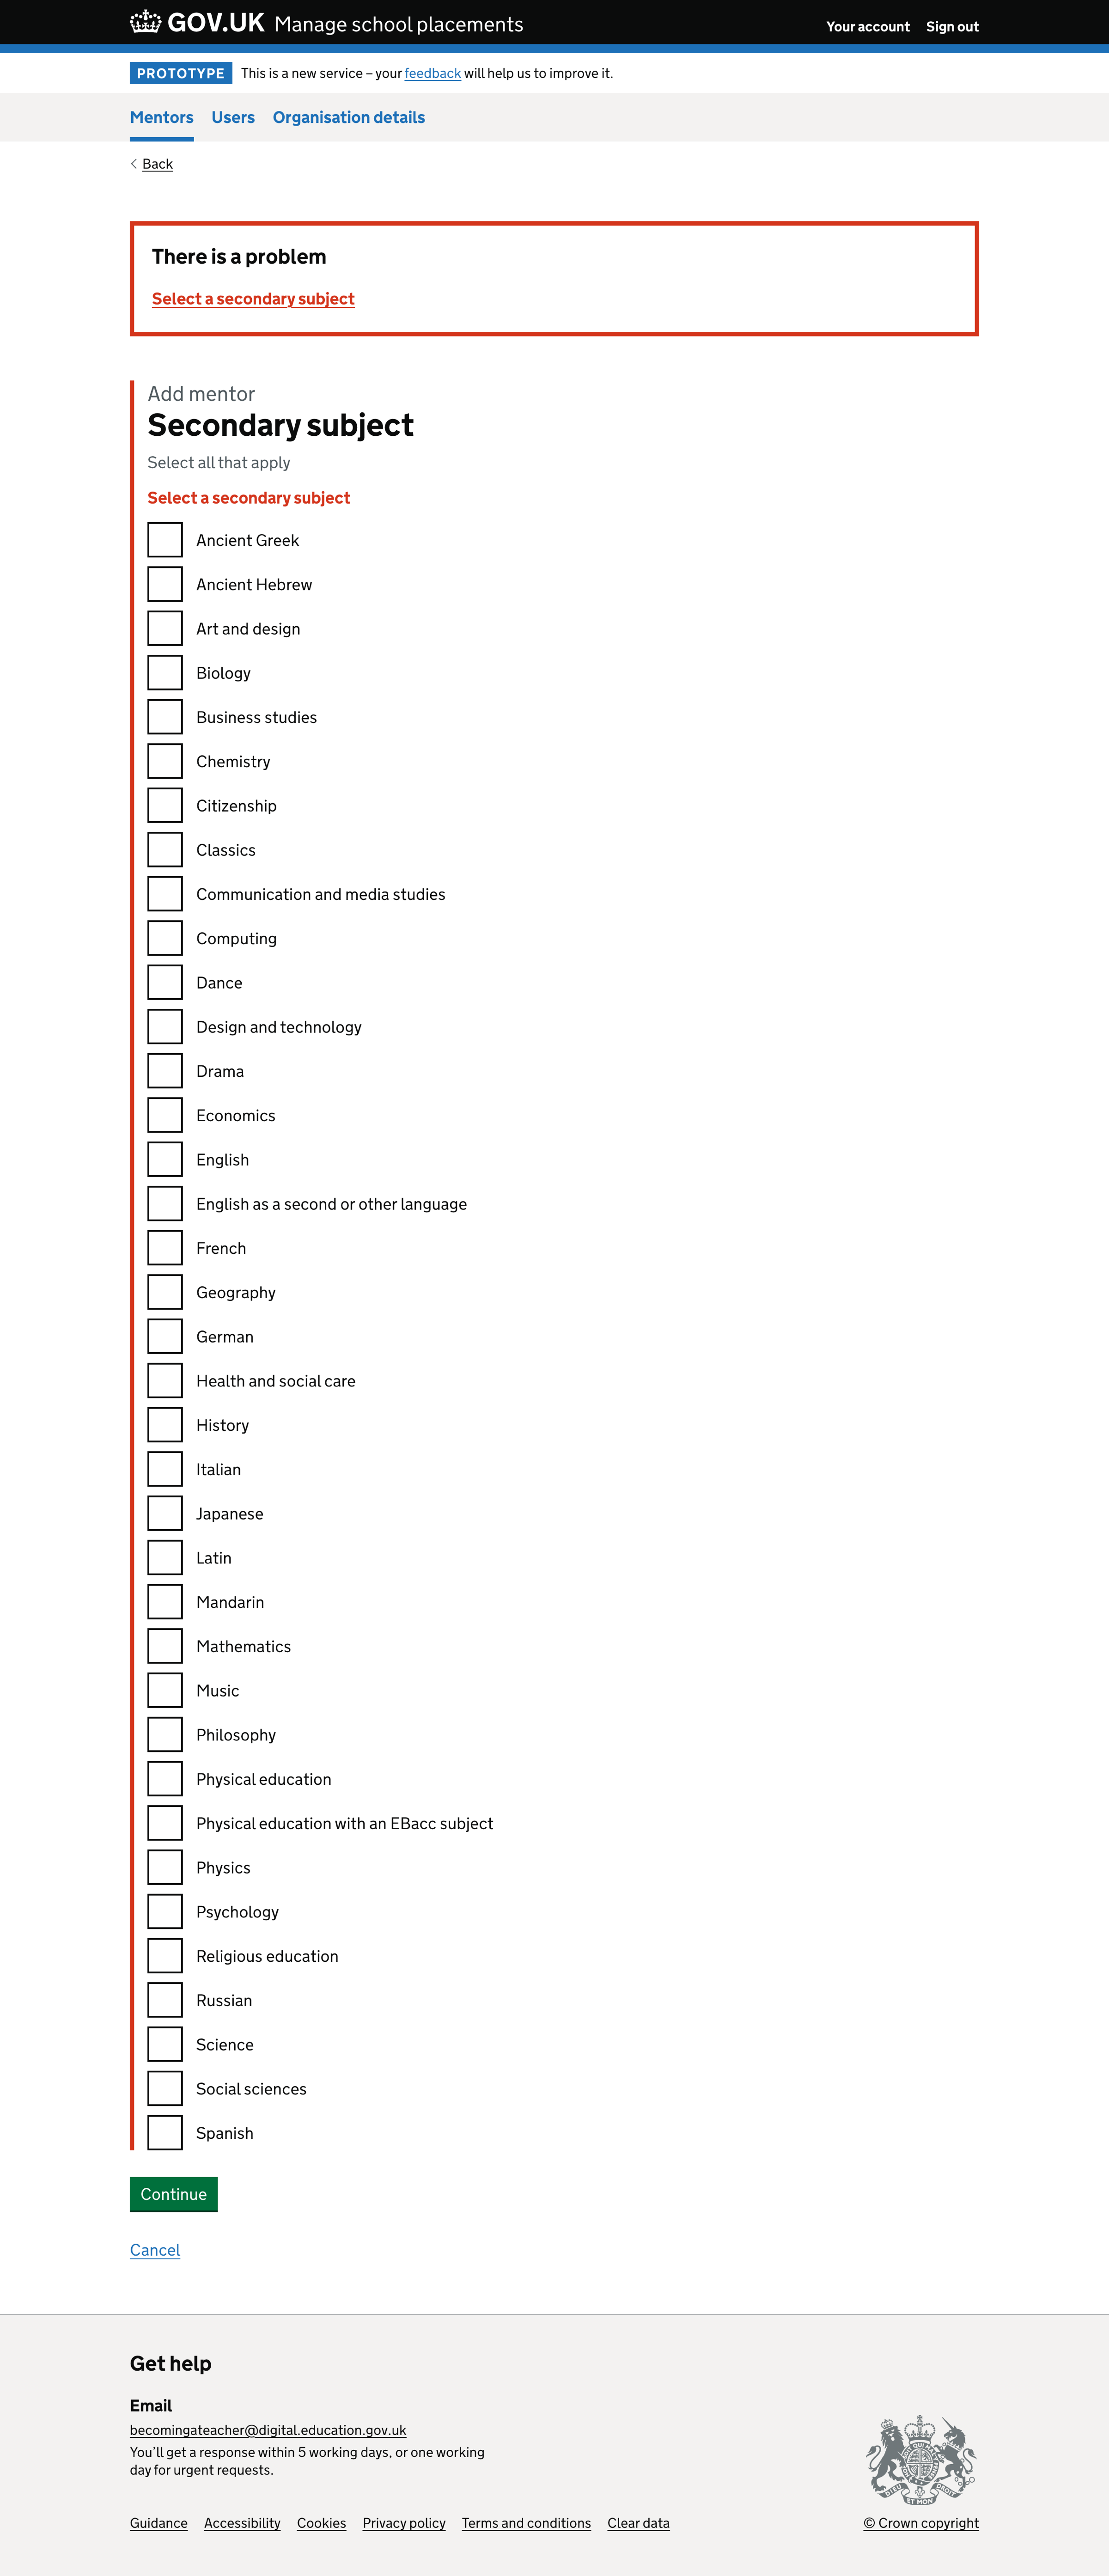 GOV.UK Manage school placements Your account Sign out
PROTOTYPE This is a new service – your feedback will help us to improve it.
Mentors Users Organisation details
Back
There is a problem
Select a secondary subject
Add mentor
Secondary subject
Select all that apply
Select a secondary subject
Ancient Greek
Ancient Hebrew
Art and design
Biology
Business studies
Chemistry
Citizenship
Classics
Communication and media studies
Computing
Dance
Design and technology
Drama
Economics
English
English as a second or other language
French
Geography
German
Health and social care
History
Italian
Japanese
Latin
Mandarin
Mathematics
Music
Philosophy
Physical education
Physical education with an EBacc subject
Physics
Psychology
Religious education
Russian
Science
Social sciences
Spanish
Continue
Cancel
Get help
Email
becomingateacher@digital.education.gov.uk
You’ll get a response within 5 working days, or one working
day for urgent requests.
DIEU ET MON DROIT
Guidance Accessibility Cookies Privacy policy Terms and conditions Clear data © Crown copyright